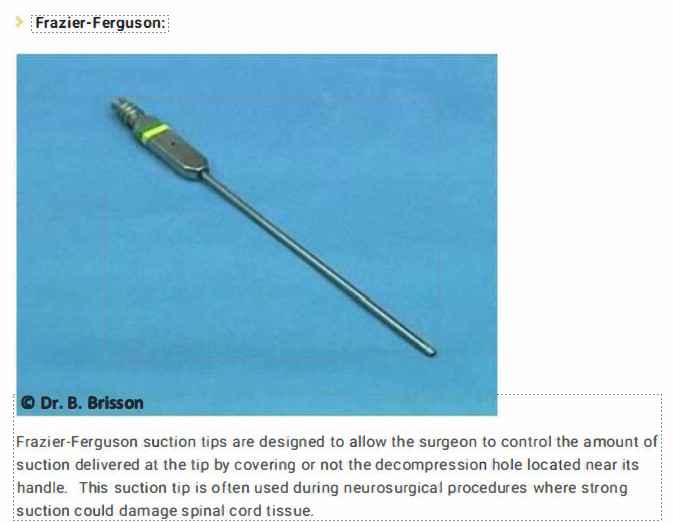 Frazier-Ferguson:
© Dr. B. Brisson
Frazier-Ferguson suction tips are designed to allow the surgeon to control the amount of
suction delivered at the tip by covering or not the decompression hole located near its
handle. This suction tip is often used during neurosurgical procedures where strong
suction could damage spinal cord tissue.